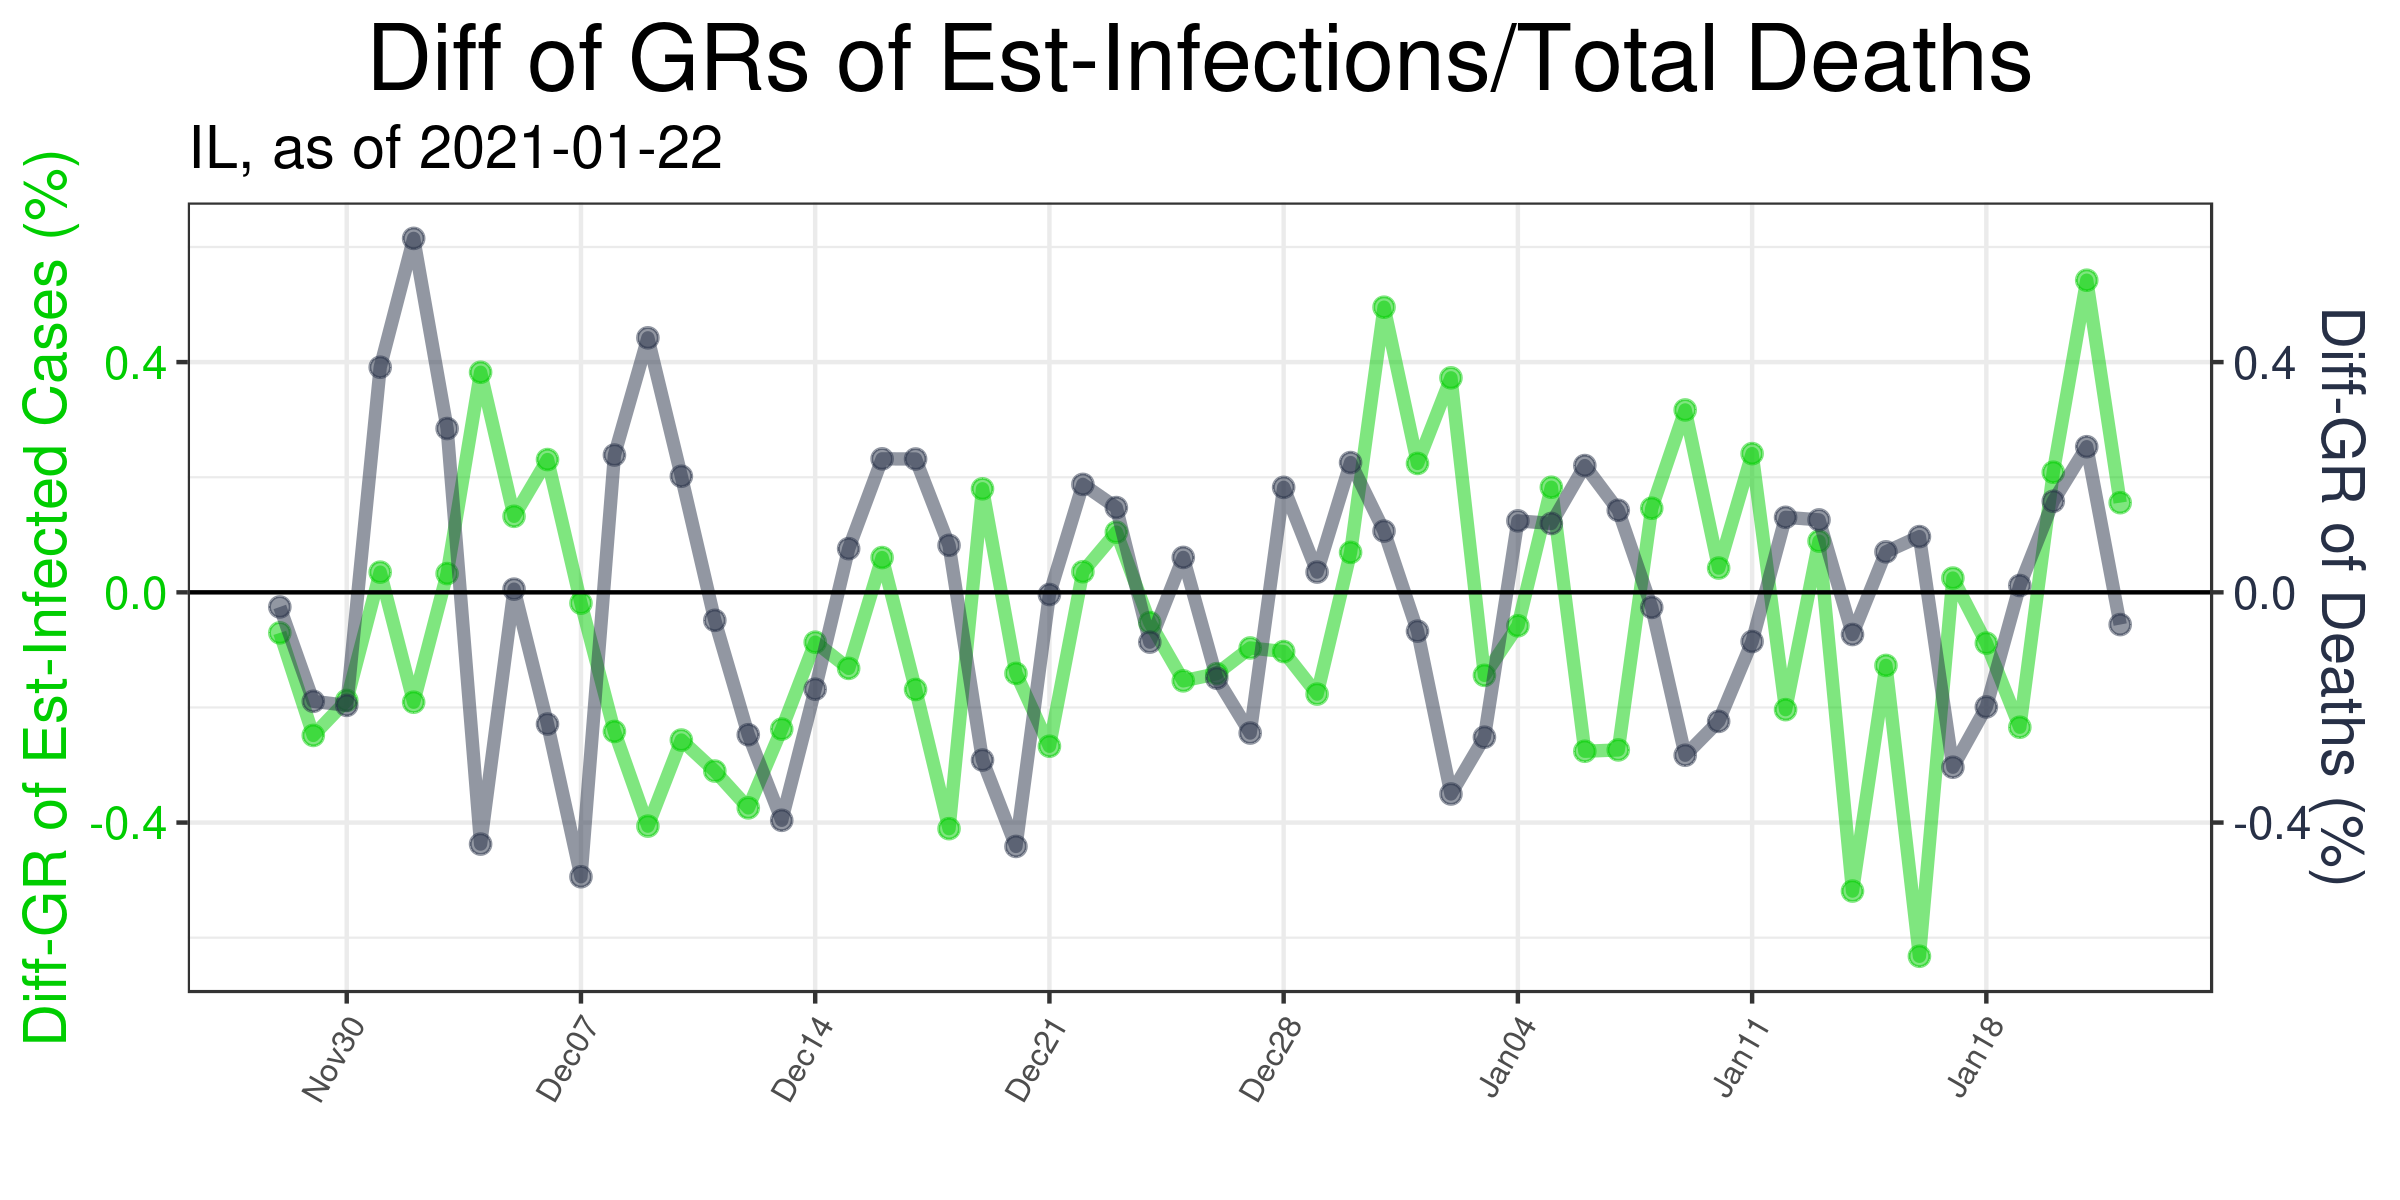 Diff of GRs of Est-Infections/Total Deaths
IL, as of 2021-01-22
Diff-GR of Est-Infected Cases (%)
0.4
0.0
-0.4
0.4
0.0
-0.4
Diff-GR of Deaths (%)
Nov30
Dec07
Dec14
Dec21
Dec28
Jan04
Jan11
Jan18